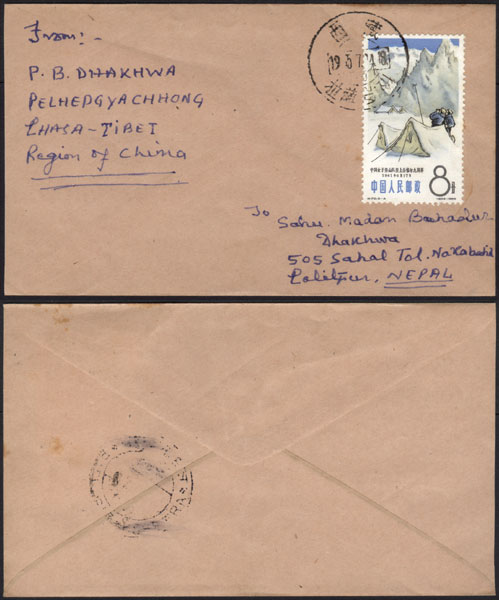 From:-
P. B. DHAKHWA
PELHEDGYACHHONG
LHASA-TIBET
Region of China
中国人民邮政
8
To
Sahu. Madan Bahadur
Dhakhwa
505 Sahal Tol. Nakabahil
Lalitpur, NEPAL